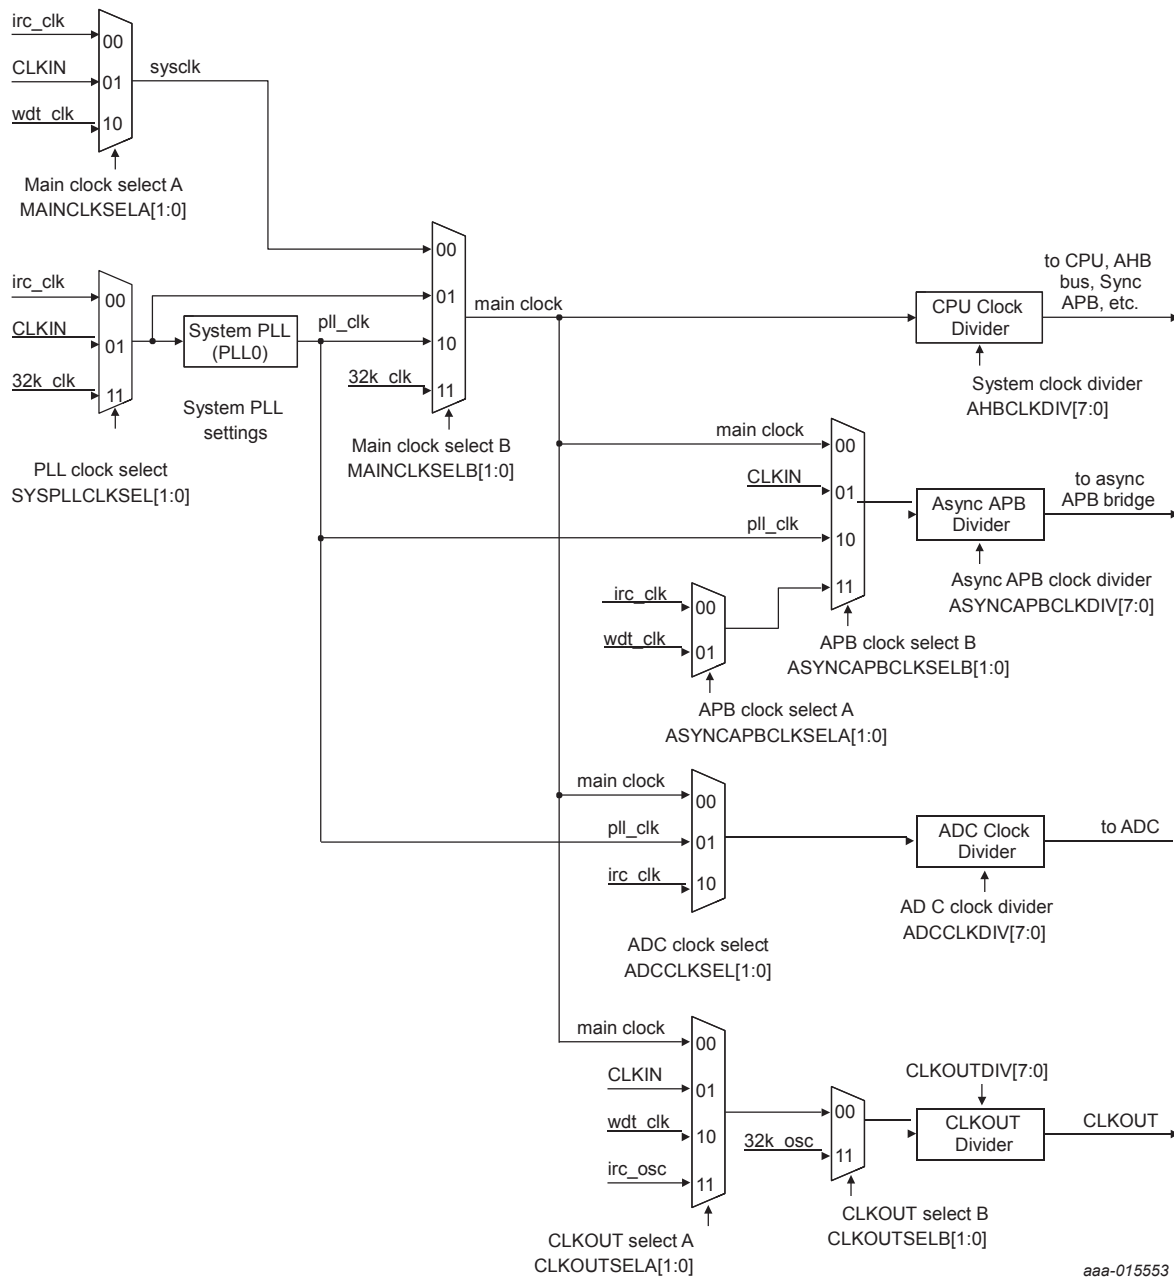 irc_clk
00
CLKIN
01
sysclk
wdt_clk
10
Main clock select A
MAINCLKSELA[1:0]
irc_clk
00
CLKIN
01
32k_clk
11
System PLL
(PLL0)
pll_clk
System PLL
settings
PLL clock select
SYSPLLCLKSEL[1:0]
00
01
10
32k_clk
11
main clock
Main clock select B
MAINCLKSELB[1:0]
CPU Clock
Divider
to CPU, AHB
bus, Sync
APB, etc.
System clock divider
AHBCLKDIV[7:0]
main clock
00
CLKIN
01
pll_clk
10
11
irc_clk
00
wdt_clk
01
APB clock select B
ASYNCAPBCLKSELB[1:0]
APB clock select A
ASYNCAPBCLKSELA[1:0]
Async APB
Divider
to async
APB bridge
Async APB clock divider
ASYNCAPBCLKDIV[7:0]
main clock
00
pll_clk
01
irc_clk
10
ADC clock select
ADCCLKSEL[1:0]
ADC Clock
Divider
to ADC
AD C clock divider
ADCCLKDIV[7:0]
main clock
00
CLKIN
01
wdt_clk
10
irc_osc
11
CLKOUT select A
CLKOUTSELA[1:0]
00
32k_osc
11
CLKOUT select B
CLKOUTSELB[1:0]
CLKOUTDIV[7:0]
CLKOUT
Divider
CLKOUT
aaa-015553